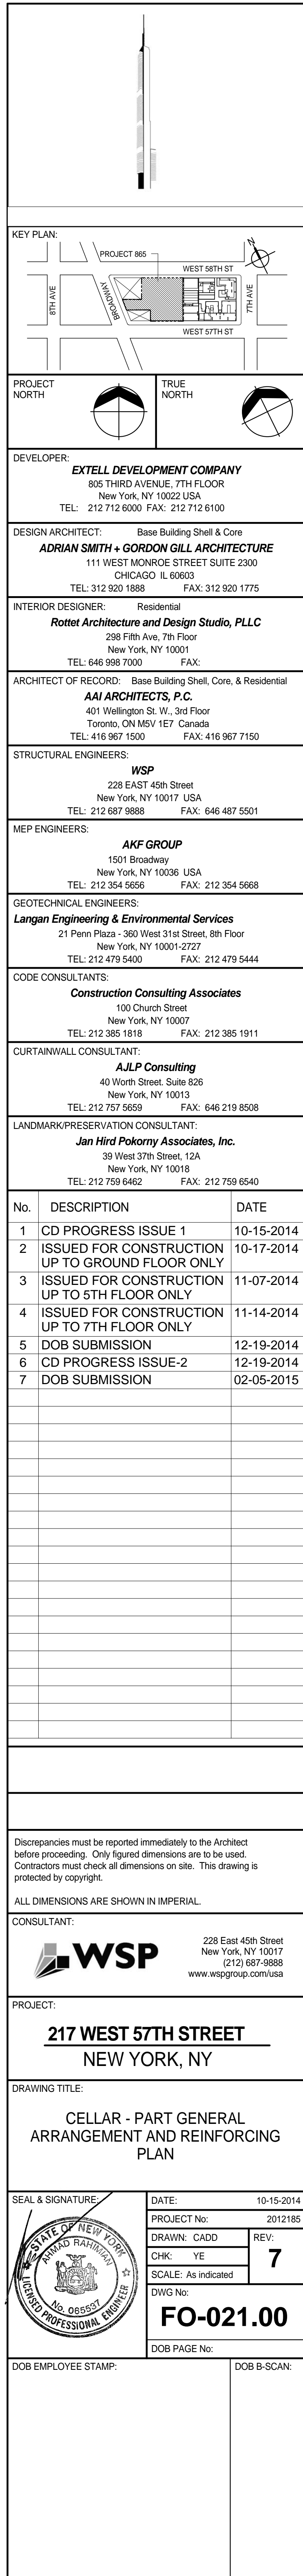 KEY PLAN:
N
PROJECT 865
WEST 58TH ST
8TH AVE
BROADWAY
7TH AVE
WEST 57TH ST
PROJECT NORTH
TRUE NORTH
DEVELOPER:
EXTELL DEVELOPMENT COMPANY
805 THIRD AVENUE, 7TH FLOOR
New York, NY 10022 USA
TEL: 212 712 6000 FAX: 212 712 6100
DESIGN ARCHITECT: Base Building Shell & Core
ADRIAN SMITH + GORDON GILL ARCHITECTURE
111 WEST MONROE STREET SUITE 2300
CHICAGO IL 60603
TEL: 312 920 1888 FAX: 312 920 1775
INTERIOR DESIGNER: Residential
Rottet Architecture and Design Studio, PLLC
298 Fifth Ave, 7th Floor
New York, NY 10001
TEL: 646 998 7000 FAX:
ARCHITECT OF RECORD: Base Building Shell, Core, & Residential
AAI ARCHITECTS, P.C.
401 Wellington St. W., 3rd Floor
Toronto, ON M5V 1E7 Canada
TEL: 416 967 1500 FAX: 416 967 7150
STRUCTURAL ENGINEERS:
WSP
228 EAST 45th Street
New York, NY 10017 USA
TEL: 212 687 9888 FAX: 646 487 5501
MEP ENGINEERS:
AKF GROUP
1501 Broadway
New York, NY 10036 USA
TEL: 212 354 5656 FAX: 212 354 5668
GEOTECHNICAL ENGINEERS:
Langan Engineering & Environmental Services
21 Penn Plaza - 360 West 31st Street, 8th Floor
New York, NY 10001-2727
TEL: 212 479 5400 FAX: 212 479 5444
CODE CONSULTANTS:
Construction Consulting Associates
100 Church Street
New York, NY 10007
TEL: 212 385 1818 FAX: 212 385 1911
CURTAINWALL CONSULTANT:
AJLP Consulting
40 Worth Street. Suite 826
New York, NY 10013
TEL: 212 757 5659 FAX: 646 219 8508
LANDMARK/PRESERVATION CONSULTANT:
Jan Hird Pokorny Associates, Inc.
39 West 37th Street, 12A
New York, NY 10018
TEL: 212 759 6462 FAX: 212 759 6540
No. DESCRIPTION DATE
1 CD PROGRESS ISSUE 1 10-15-2014
2 ISSUED FOR CONSTRUCTION 10-17-2014
UP TO GROUND FLOOR ONLY
3 ISSUED FOR CONSTRUCTION 11-07-2014
UP TO 5TH FLOOR ONLY
4 ISSUED FOR CONSTRUCTION 11-14-2014
UP TO 7TH FLOOR ONLY
5 DOB SUBMISSION 12-19-2014
6 CD PROGRESS ISSUE-2 12-19-2014
7 DOB SUBMISSION 02-05-2015
Discrepancies must be reported immediately to the Architect
before proceeding. Only figured dimensions are to be used.
Contractors must check all dimensions on site. This drawing is
protected by copyright.
ALL DIMENSIONS ARE SHOWN IN IMPERIAL.
CONSULTANT:
WSP
228 East 45th Street
New York, NY 10017
(212) 687-9888
www.wspgroup.com/usa
PROJECT:
217 WEST 57TH STREET
NEW YORK, NY
DRAWING TITLE:
CELLAR - PART GENERAL
ARRANGEMENT AND REINFORCING
PLAN
SEAL & SIGNATURE:
STATE OF NEW YORK
AHMAD RAHIMIAN
No. 065537
LICENSED PROFESSIONAL ENGINEER
DATE: 10-15-2014
PROJECT No: 2012185
DRAWN: CADD
CHK: YE
SCALE: As indicated
REV:
7
DWG No:
FO-021.00
DOB PAGE No:
DOB EMPLOYEE STAMP:
DOB B-SCAN: